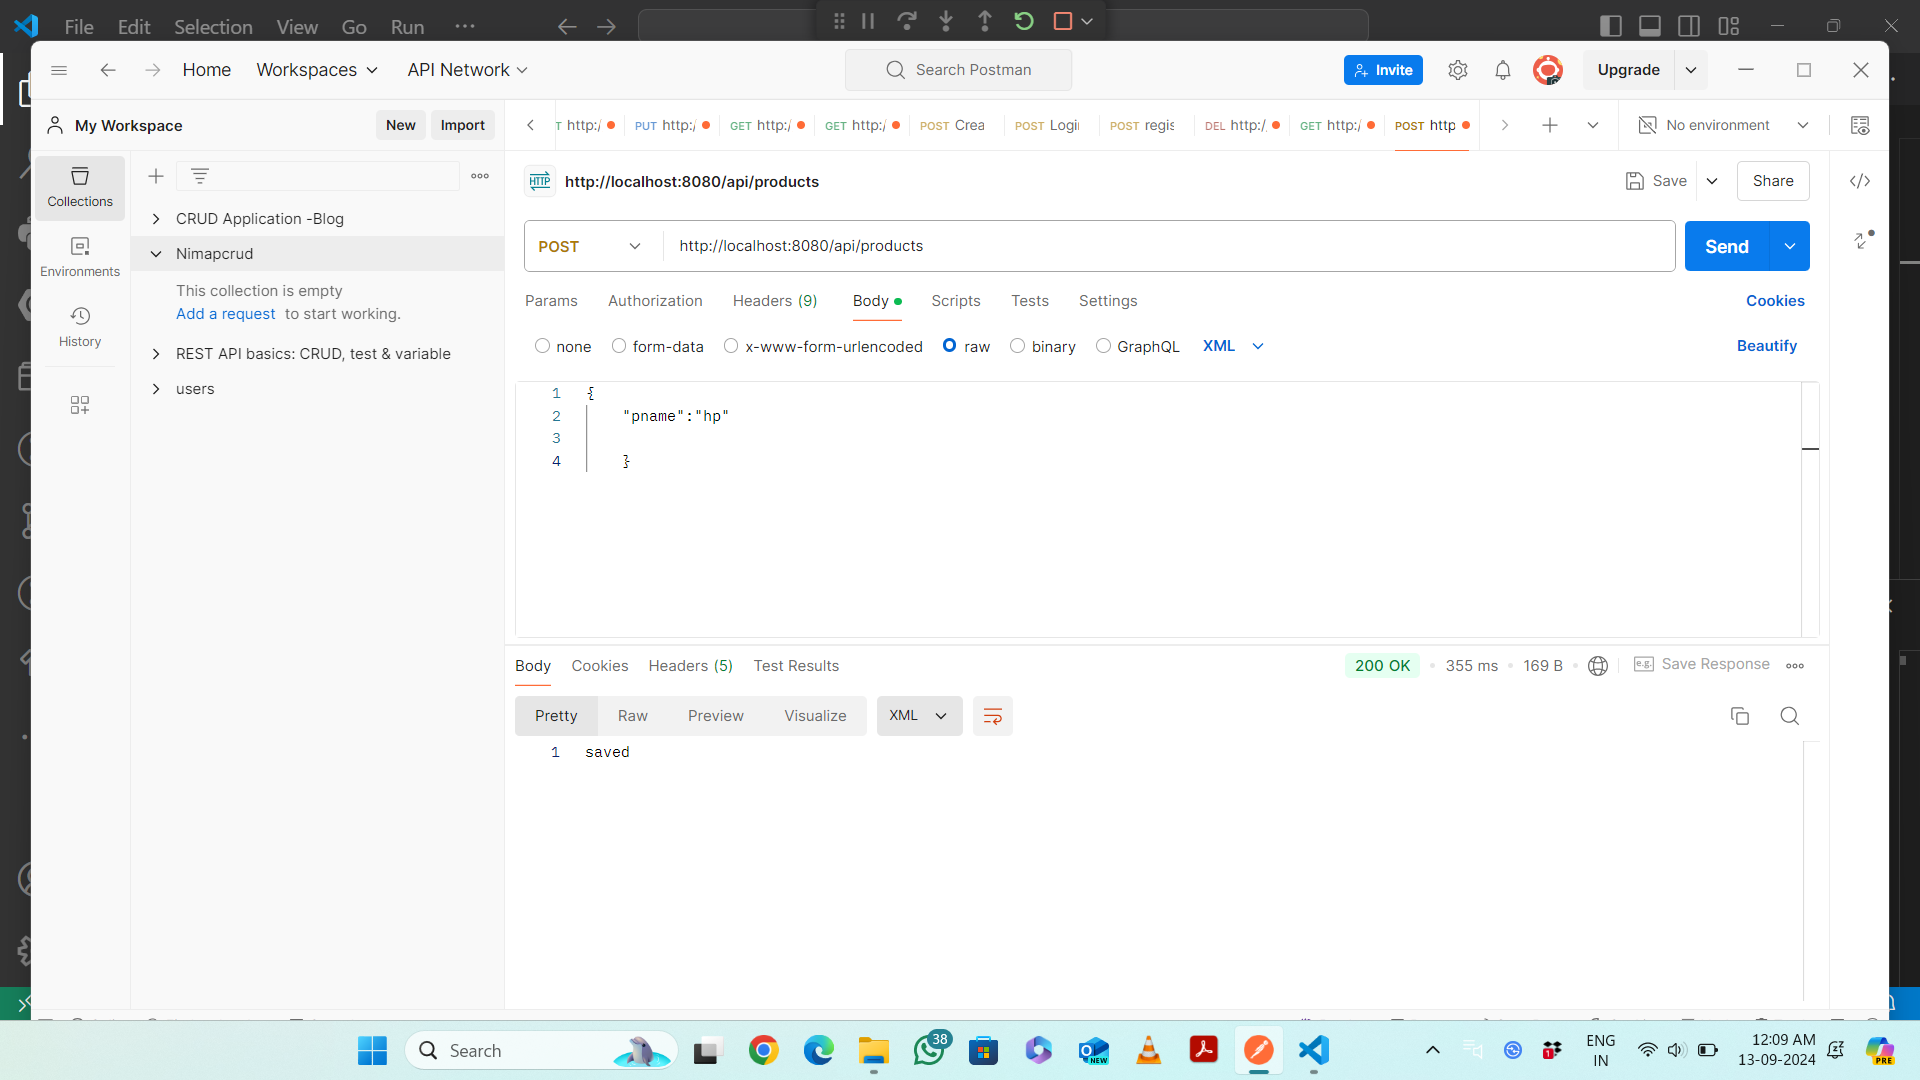 File Edit Selection View Go Run ...
Home Workspaces API Network
Search Postman
Invite
Upgrade
My Workspace
New Import
T http:/ PUT http:/ GET http:/ GET http:/ POST Crea POST Logi POST regis DEL http:/ GET http:/ POST http
No environment
Collections
Environments
History
CRUD Application -Blog
Nimapcrud
This collection is empty
Add a request to start working.
REST API basics: CRUD, test & variable
users
HTTP http://localhost:8080/api/products
Save
Share
POST http://localhost:8080/api/products
Send
Params Authorization Headers (9) Body Scripts Tests Settings
Cookies
none form-data x-www-form-urlencoded raw binary GraphQL XML
Beautify
1 {
2 "pname":"hp"
3
4 }
Body Cookies Headers (5) Test Results
200 OK 355 ms 169 B e.g. Save Response
Pretty Raw Preview Visualize XML
1 saved
Search
38
NEW
1
ENG
IN
12:09 AM
13-09-2024
PRE